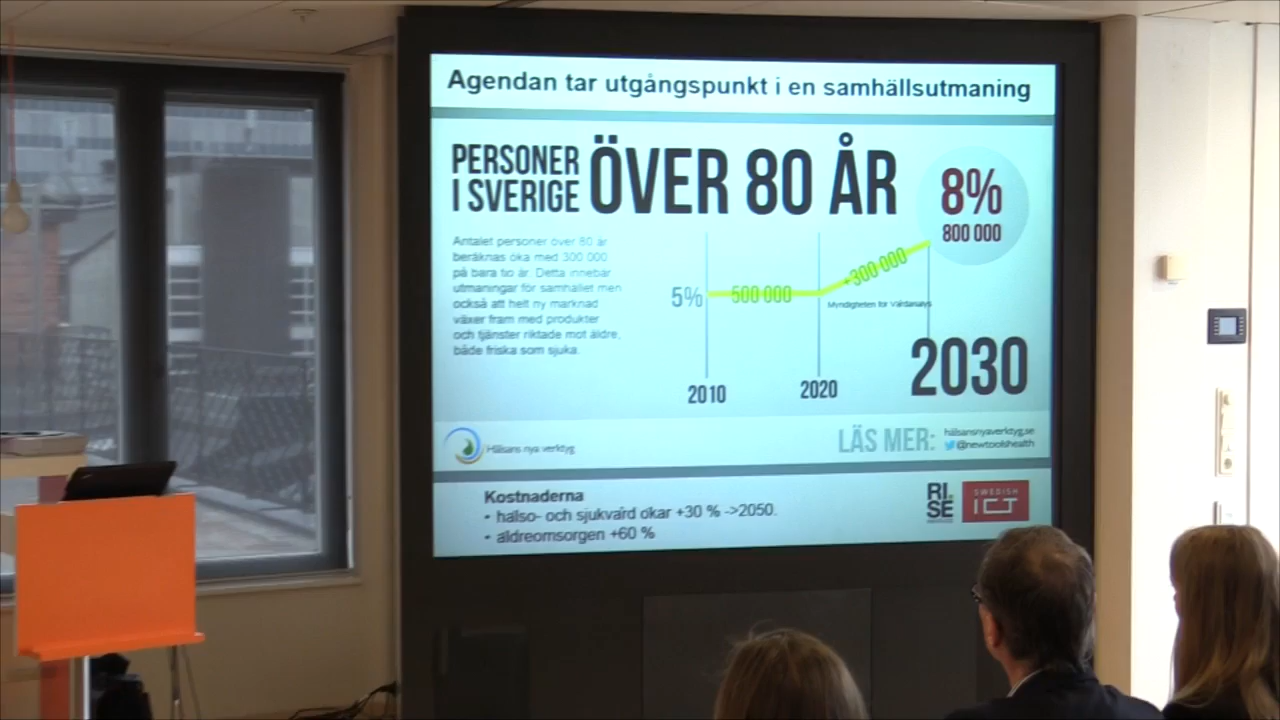 Agendan tar utgångspunkt i en samhällsutmaning
PERSONER
I SVERIGE
ÖVER 80 ÅR
8%
800 000
Antalet personer över 80 år
beräknas öka med 300 000
på bara tio år. Detta innebär
utmaningar för samhället men
också att helt ny marknad
växer fram med produkter
och tjänster riktade mot äldre,
både friska som sjuka.
5%
500 000
+300 000
Myndigheten för Vårdanalys
2010
2020
2030
Hälsans nya verktyg
LÄS MER:
hälsansnyaverktyg.se
@newtoolshealth
Kostnaderna
• hälso- och sjukvård ökar +30 % ->2050.
• äldreomsorgen +60 %
RI.
SE
SWEDISH
ICT